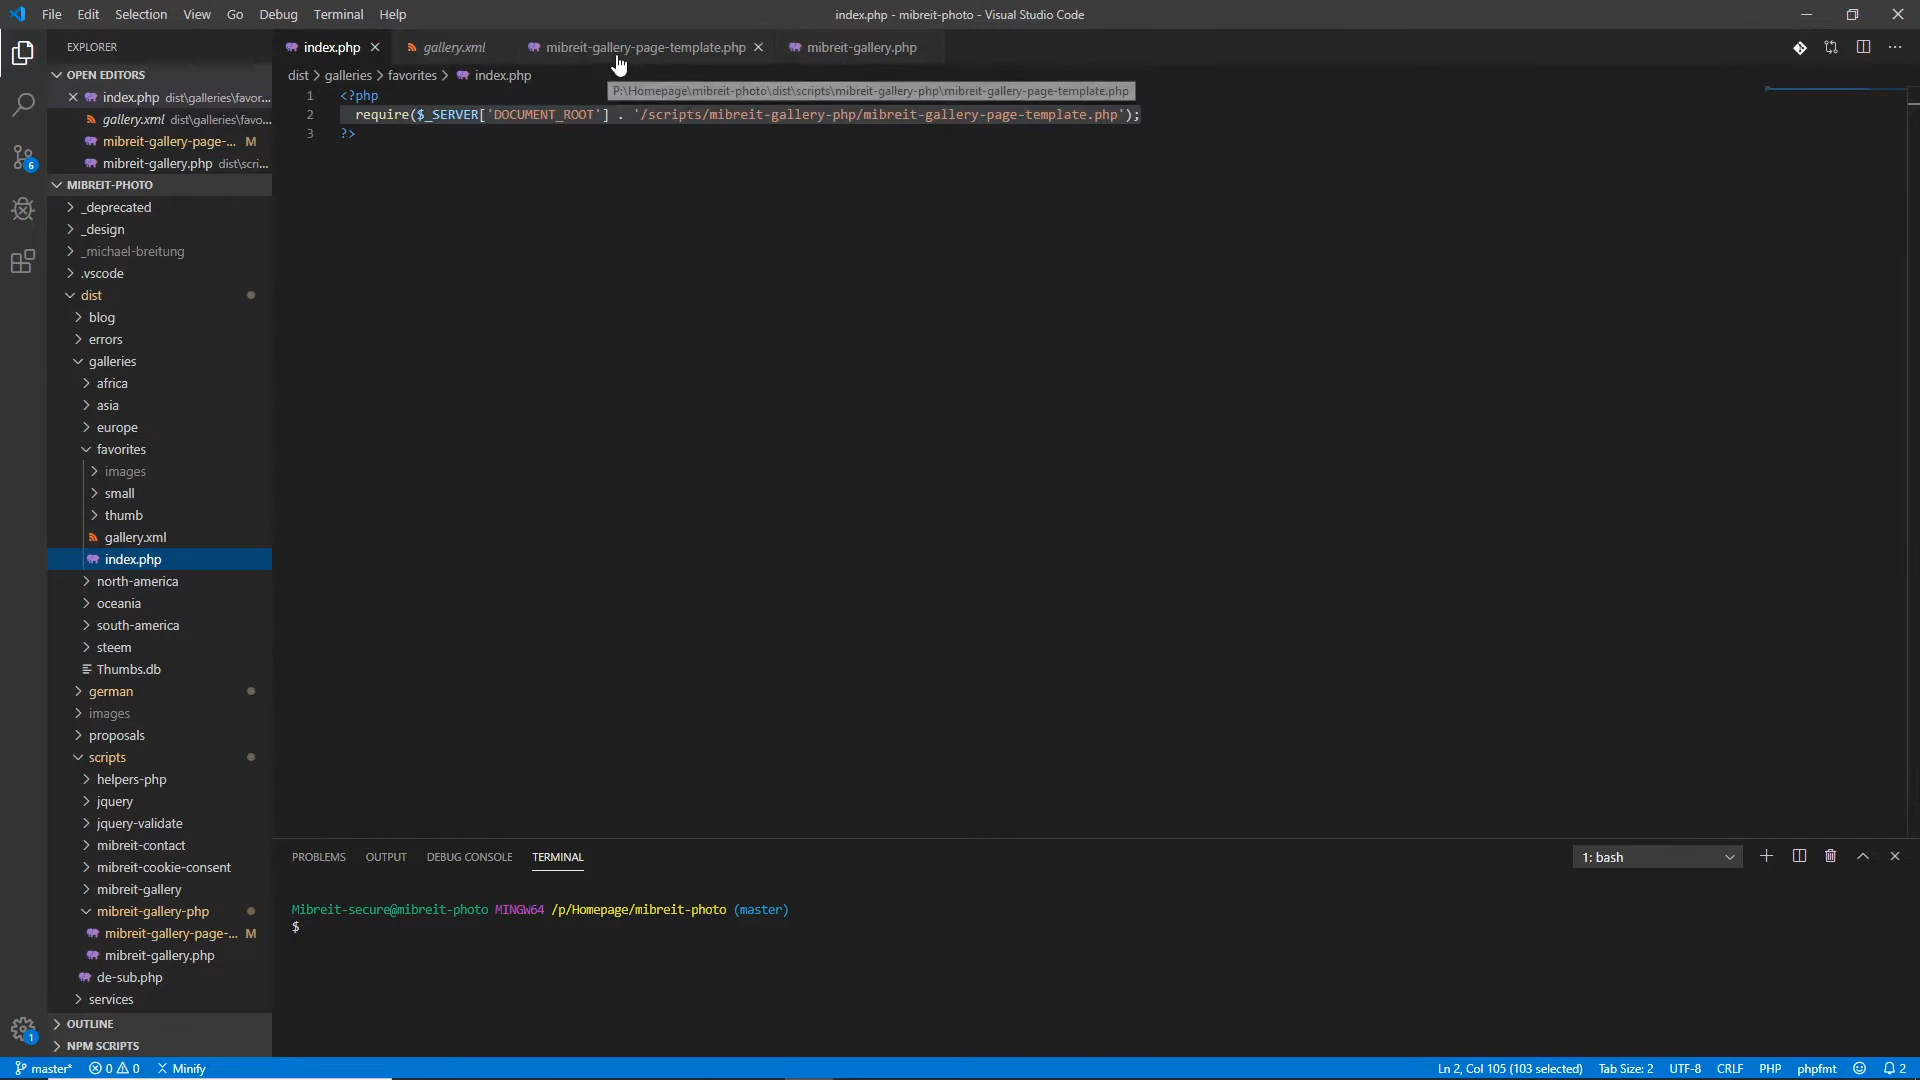 File Edit Selection View Go Debug Terminal Help
index.php - mibreit-photo - Visual Studio Code
EXPLORER
OPEN EDITORS
index.php dist\galleries\favor...
gallery.xml dist\galleries\favo...
mibreit-gallery-page-... M
mibreit-gallery.php dist\scri...
MIBREIT-PHOTO
_deprecated
_design
_michael-breitung
.vscode
dist
blog
errors
galleries
africa
asia
europe
favorites
images
small
thumb
gallery.xml
index.php
north-america
oceania
south-america
steem
Thumbs.db
german
images
proposals
scripts
helpers-php
jquery
jquery-validate
mibreit-contact
mibreit-cookie-consent
mibreit-gallery
mibreit-gallery-php
mibreit-gallery-page-... M
mibreit-gallery.php
de-sub.php
services
OUTLINE
NPM SCRIPTS
6
1
index.php gallery.xml mibreit-gallery-page-template.php mibreit-gallery.php
dist > galleries > favorites > index.php
P:\Homepage\mibreit-photo\dist\scripts\mibreit-gallery-php\mibreit-gallery-page-template.php
1 <?php
2 require($_SERVER['DOCUMENT_ROOT'] . '/scripts/mibreit-gallery-php/mibreit-gallery-page-template.php');
3 ?>
PROBLEMS OUTPUT DEBUG CONSOLE TERMINAL
1: bash
Mibreit-secure@mibreit-photo MINGW64 /p/Homepage/mibreit-photo (master)
$
master* 0 0 Minify
Ln 2, Col 105 (103 selected) Tab Size: 2 UTF-8 CRLF PHP phpfmt 2